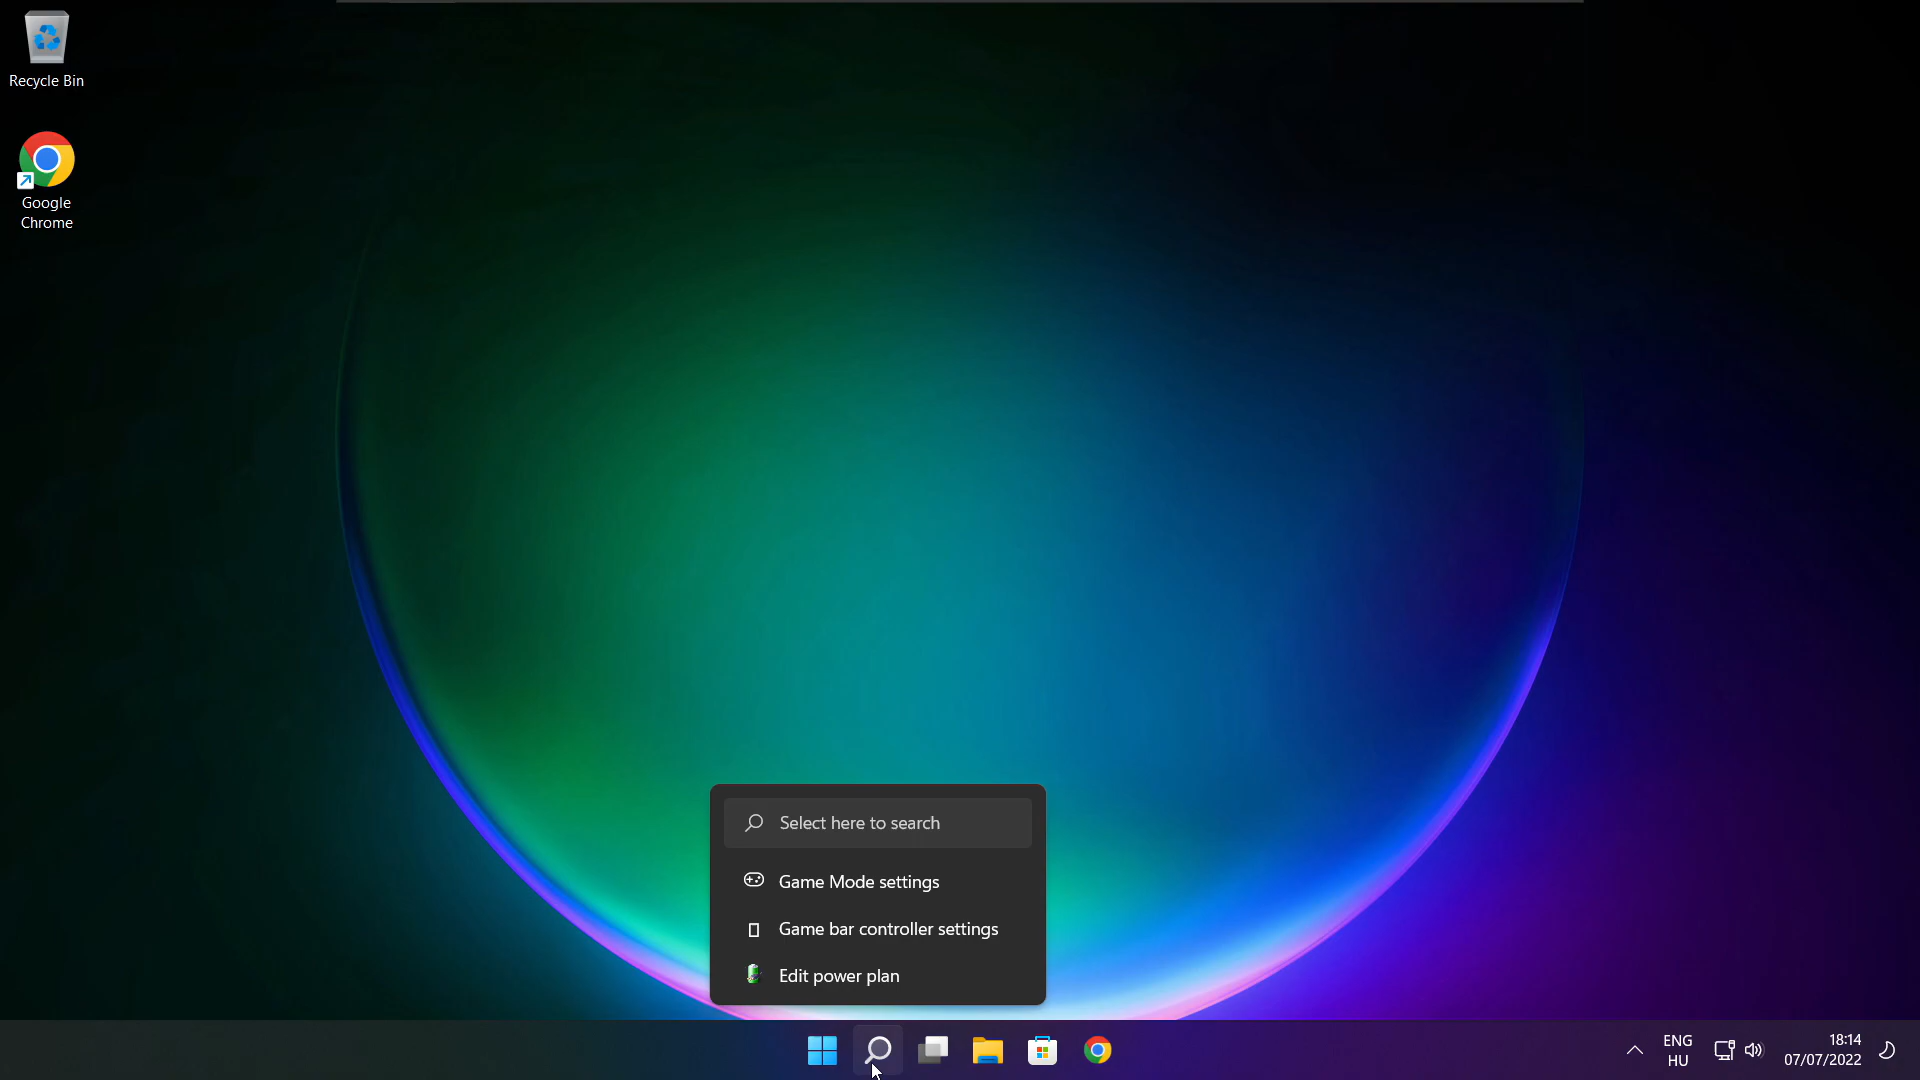 Recycle Bin
Google
Chrome
Select here to search
Game Mode settings
Game bar controller settings
Edit power plan
ENG
HU
18:14
07/07/2022